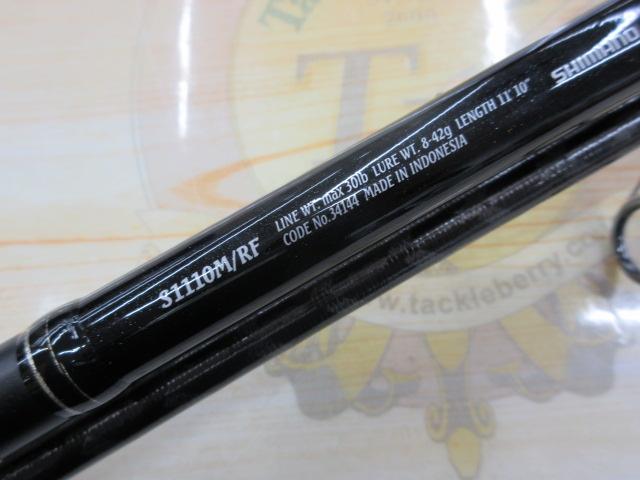 SHIMANO
S1110M/RF
LINE WT. max 30lb LURE WT. 8-42g LENGTH 11' 10"
CODE No.34144 MADE IN INDONESIA
www.tackleberry.co